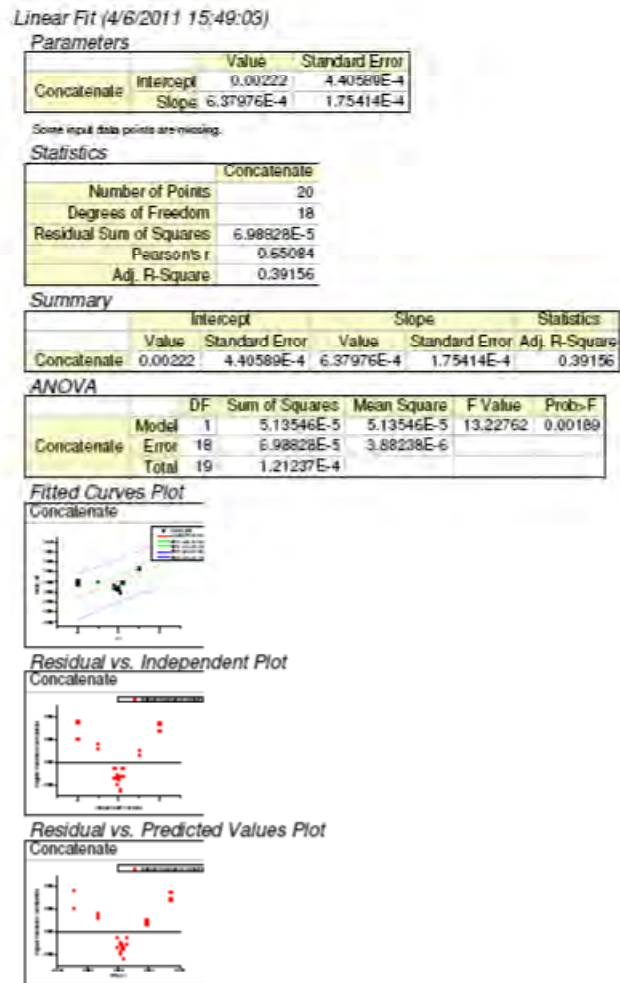 Linear Fit (4/6/2011 15:49:03)
Parameters
Value Standard Error
Concatenate Intercept 0.00222 4.40589E-4
Slope 6.37976E-4 1.75414E-4
Some input data points are missing.
Statistics
Concatenate
Number of Points 20
Degrees of Freedom 18
Residual Sum of Squares 6.98828E-5
Pearson's r 0.65084
Adj. R-Square 0.39156
Summary
Intercept Slope Statistics
Value Standard Error Value Standard Error Adj. R-Square
Concatenate 0.00222 4.40589E-4 6.37976E-4 1.75414E-4 0.39156
ANOVA
DF Sum of Squares Mean Square F Value Prob>F
Model 1 5.13546E-5 5.13546E-5 13.22762 0.00189
Concatenate Error 18 6.98828E-5 3.88238E-6
Total 19 1.21237E-4
Fitted Curves Plot
Concatenate
Residual vs. Independent Plot
Concatenate
Residual vs. Predicted Values Plot
Concatenate